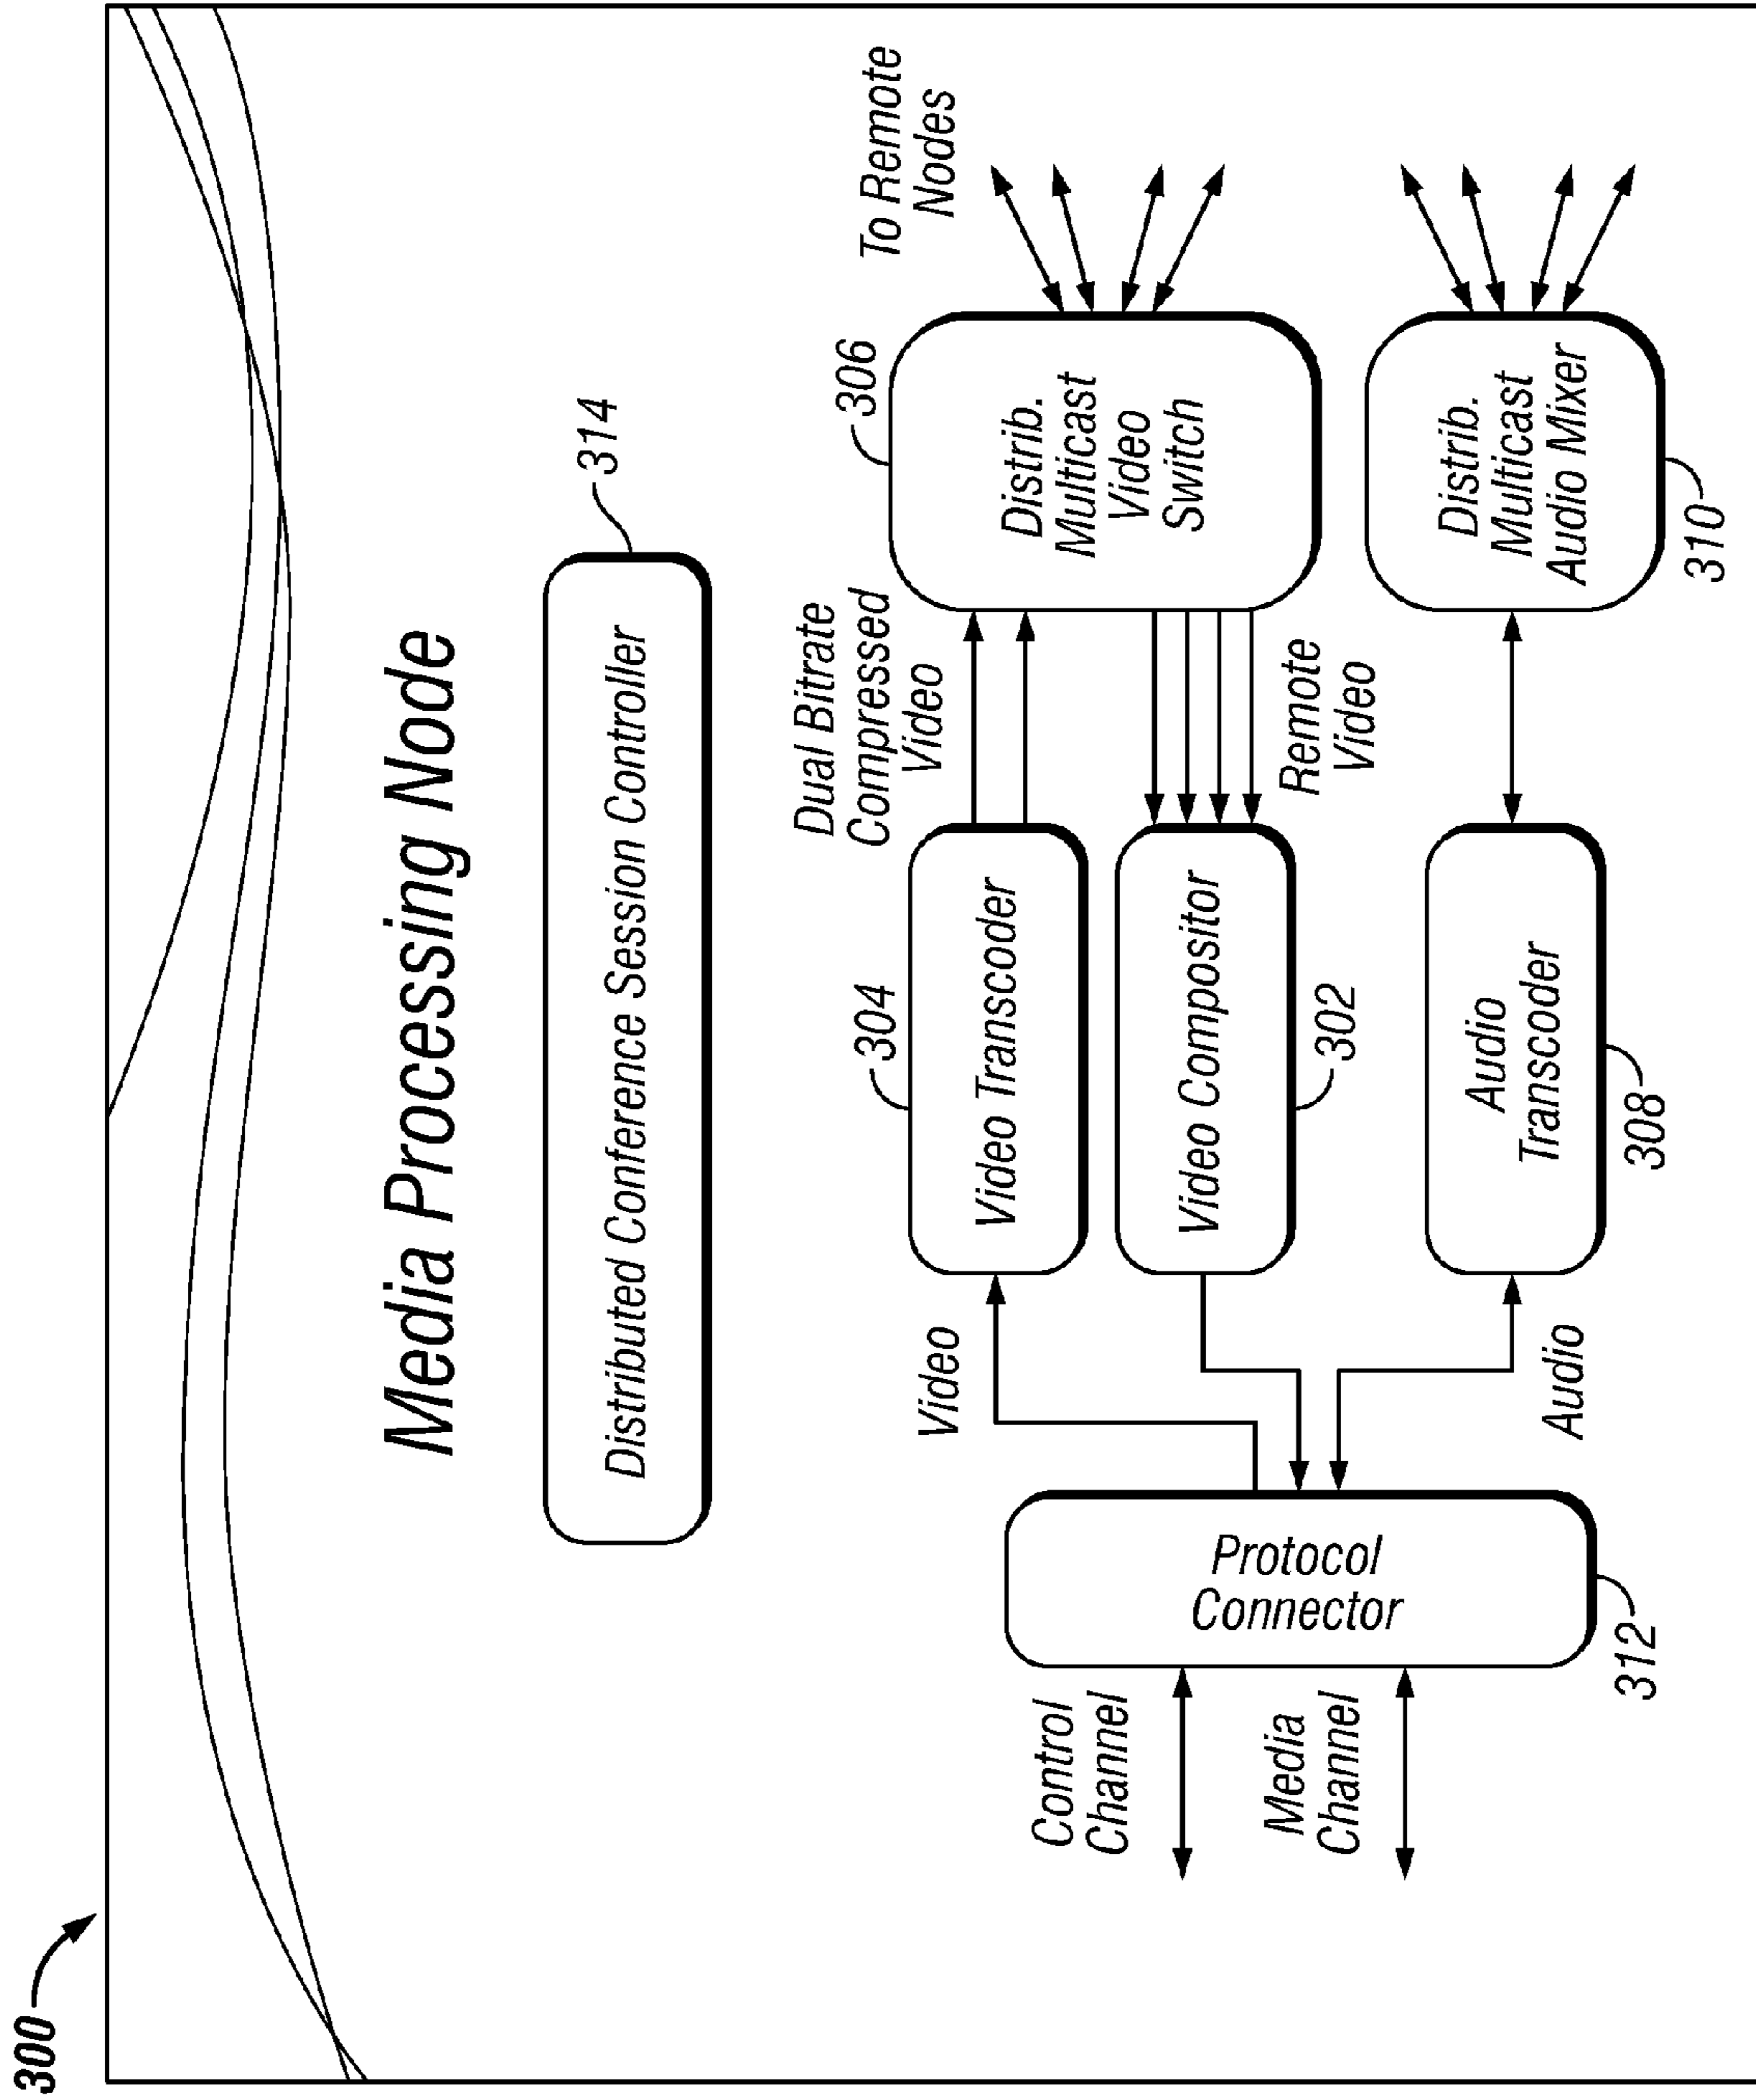 300
Media Processing Node
Distributed Conference Session Controller
314
Dual Bitrate
Compressed
Video
306
To Remote
Nodes
304
Video
Video Transcoder
Distrib.
Multicast
Video
Switch
Control
Channel
Media
Channel
Protocol
Connector
312
Video Compositor
302
Remote
Video
Audio
Audio
Transcoder
308
Distrib.
Multicast
Audio Mixer
310